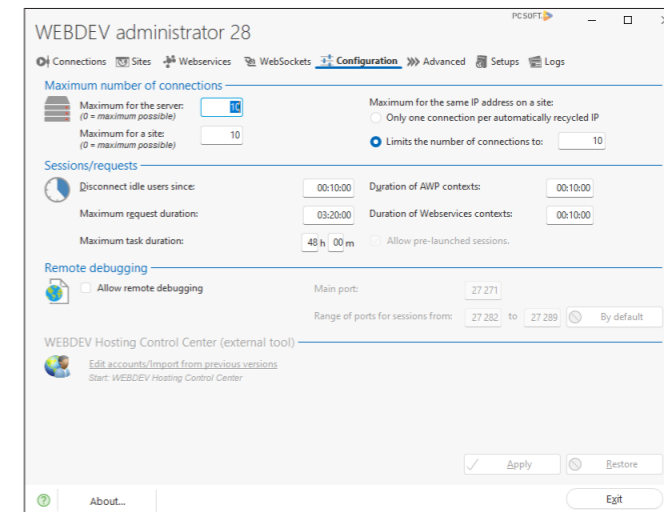 PC SOFT
WEBDEV administrator 28
Connections Sites Webservices WebSockets Configuration Advanced Setups Logs
Maximum number of connections
Maximum for the server: 10
(0 = maximum possible)
Maximum for a site: 10
(0 = maximum possible)
Maximum for the same IP address on a site:
Only one connection per automatically recycled IP
Limits the number of connections to: 10
Sessions/requests
Disconnect idle users since: 00:10:00 Duration of AWP contexts: 00:10:00
Maximum request duration: 03:20:00 Duration of Webservices contexts: 00:10:00
Maximum task duration: 48 h 00 m Allow pre-launched sessions.
Remote debugging
Allow remote debugging Main port: 27 271
Range of ports for sessions from: 27 282 to 27 289 By default
WEBDEV Hosting Control Center (external tool)
Edit accounts/Import from previous versions
Start: WEBDEV Hosting Control Center
Apply Restore
? About... Exit